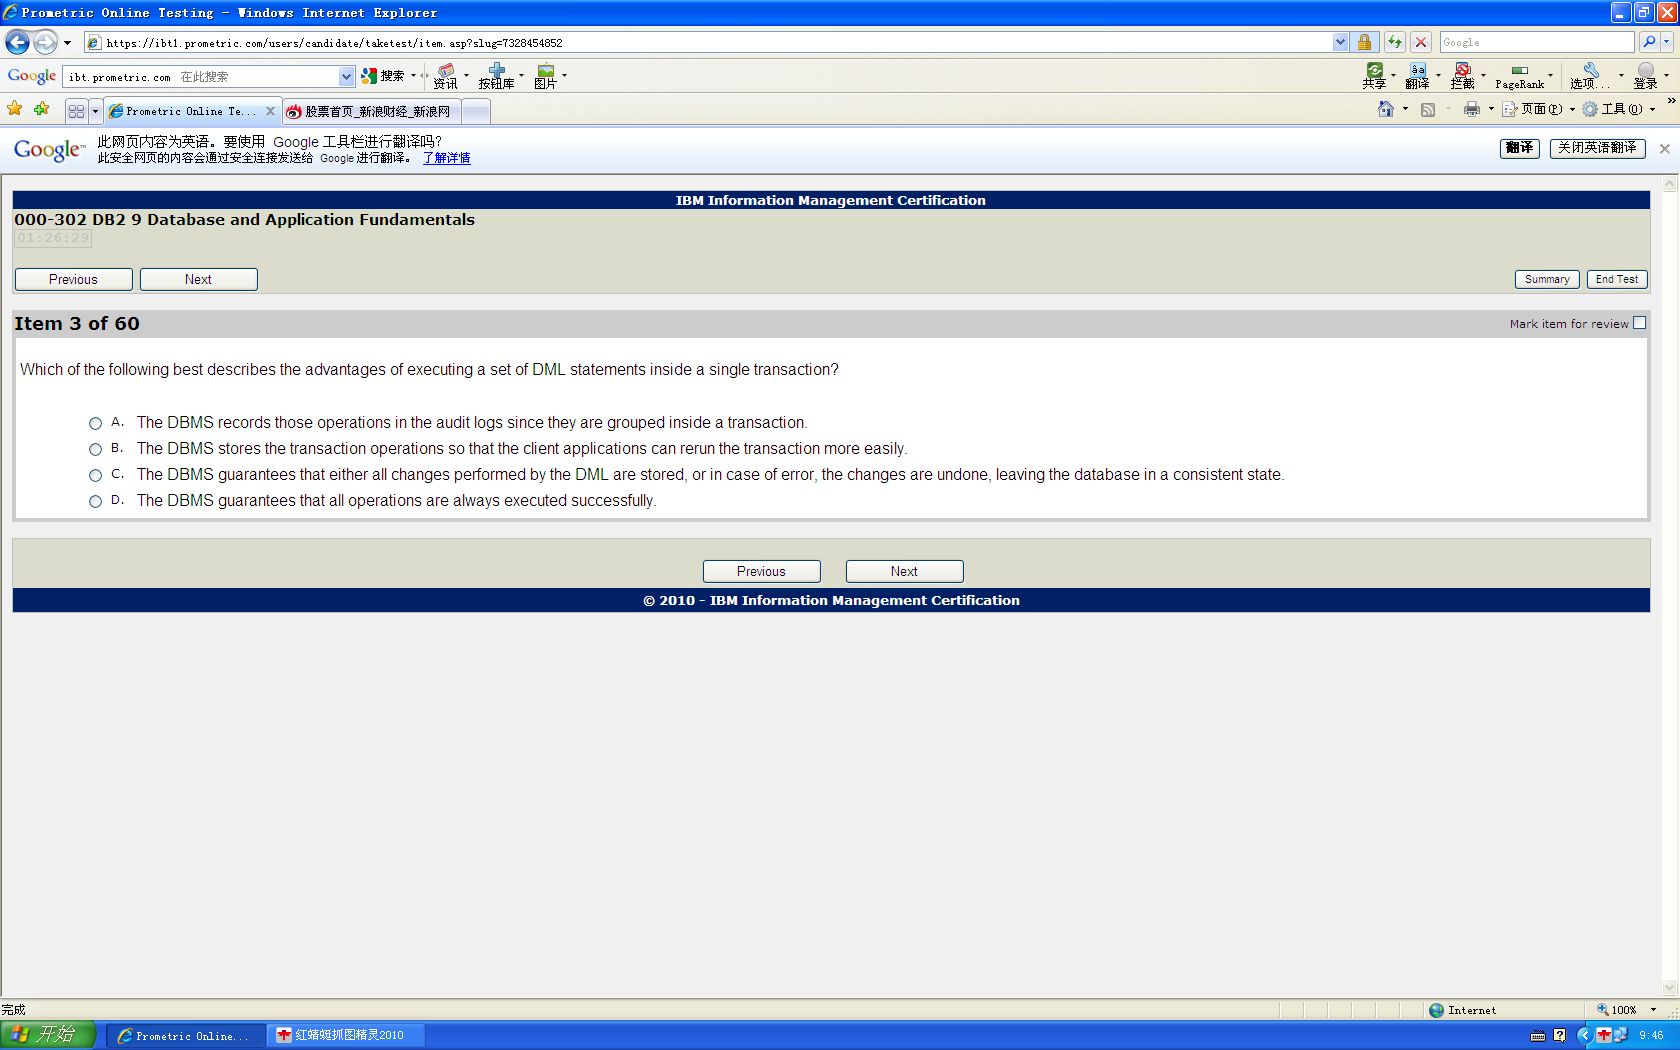 Prometric Online Testing - Windows Internet Explorer
https://ibt1.prometric.com/users/candidate/taketest/item.asp?slug=7328454852
Google
Google
ibt.prometric.com 在此搜索
搜索
资讯
按钮库
图片
共享
翻译
拦截
PageRank
选项...
登录
Prometric Online Te...
股票首页_新浪财经_新浪网
页面(P)
工具(O)
Google™
此网页内容为英语。要使用 Google 工具栏进行翻译吗?
此安全网页的内容会通过安全连接发送给 Google 进行翻译。 了解详情
翻译
关闭英语翻译
IBM Information Management Certification
000-302 DB2 9 Database and Application Fundamentals
01:26:29
Previous
Next
Summary
End Test
Item 3 of 60
Mark item for review
Which of the following best describes the advantages of executing a set of DML statements inside a single transaction?
A. The DBMS records those operations in the audit logs since they are grouped inside a transaction.
B. The DBMS stores the transaction operations so that the client applications can rerun the transaction more easily.
C. The DBMS guarantees that either all changes performed by the DML are stored, or in case of error, the changes are undone, leaving the database in a consistent state.
D. The DBMS guarantees that all operations are always executed successfully.
Previous
Next
© 2010 - IBM Information Management Certification
完成
Internet
100%
开始
Prometric Online...
红蜻蜓抓图精灵2010
9:46